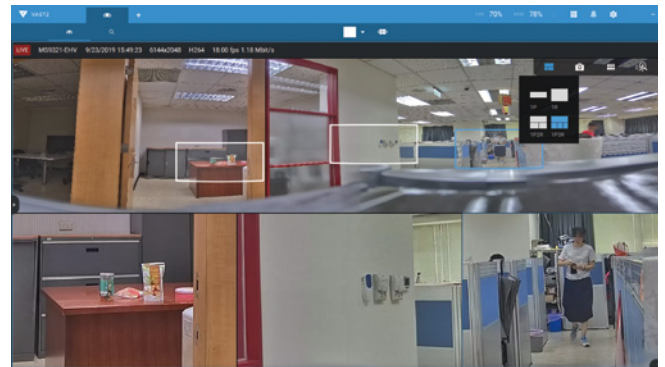 VAST2
70% 78%
LIVE MS9321-EHV 9/23/2019 15:49:23 6144x2048 H264 18.00 fps 1.18 Mbit/s
1P 1R
1P2R 1P3R